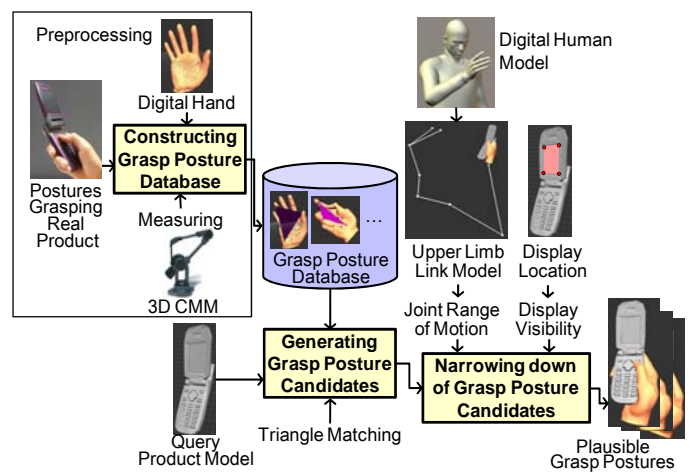 Preprocessing
Digital Hand
Constructing
Grasp Posture
Database
Postures
Grasping
Real
Product
Measuring
3D CMM
Grasp Posture
Database
...
Digital Human
Model
Upper Limb
Link Model
Display
Location
Joint Range
of Motion
Display
Visibility
Generating
Grasp Posture
Candidates
Narrowing down
of Grasp Posture
Candidates
Query
Product Model
Triangle Matching
Plausible
Grasp Postures